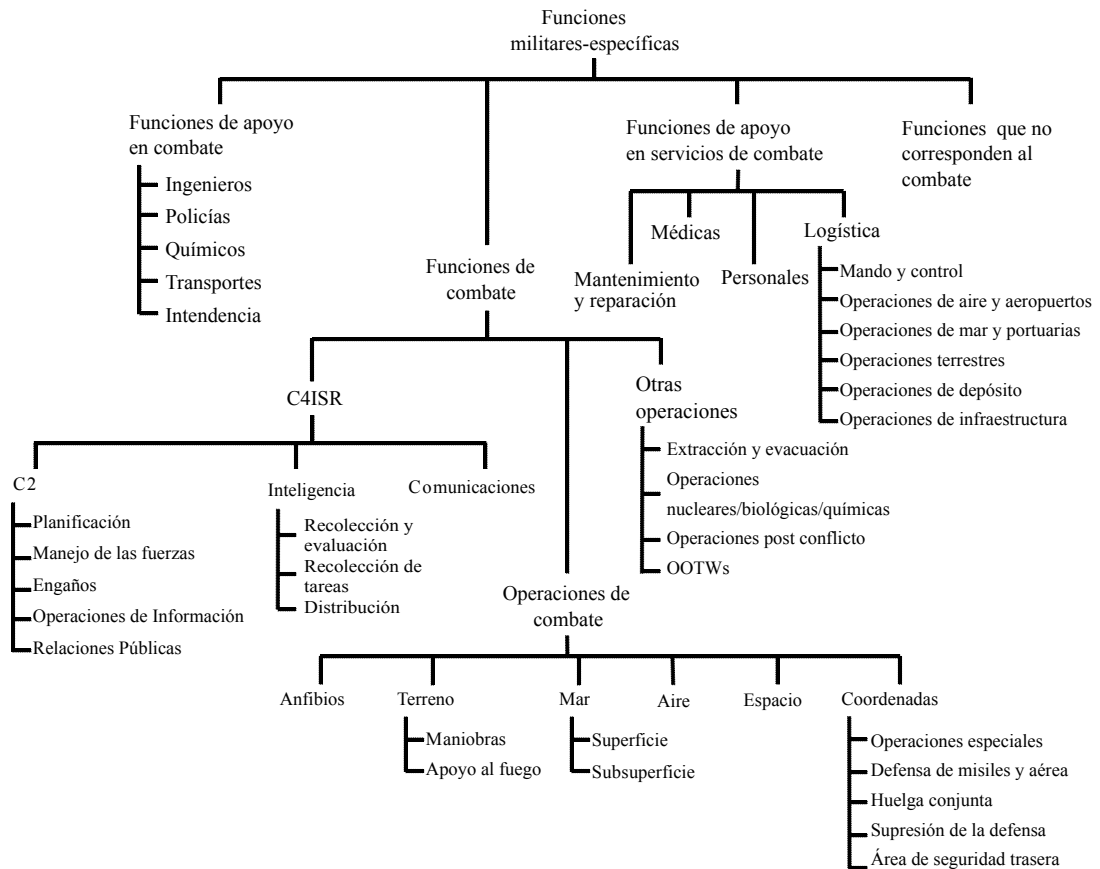 Funciones
militares-específicas
Funciones de apoyo
en combate
Ingenieros
Policías
Químicos
Transportes
Intendencia
Funciones de
combate
Funciones de apoyo
en servicios de combate
Mantenimiento
y reparación
Médicas
Personales
Logística
Mando y control
Operaciones de aire y aeropuertos
Operaciones de mar y portuarias
Operaciones terrestres
Operaciones de depósito
Operaciones de infraestructura
Funciones que no
corresponden al
combate
C4ISR
C2
Planificación
Manejo de las fuerzas
Engaños
Operaciones de Información
Relaciones Públicas
Inteligencia
Recolección y
evaluación
Recolección de
tareas
Distribución
Comunicaciones
Otras
operaciones
Extracción y evacuación
Operaciones
nucleares/biológicas/químicas
Operaciones post conflicto
OOTWs
Operaciones de
combate
Anfibios
Terreno
Maniobras
Apoyo al fuego
Mar
Superficie
Subsuperficie
Aire
Espacio
Coordenadas
Operaciones especiales
Defensa de misiles y aérea
Huelga conjunta
Supresión de la defensa
Área de seguridad trasera